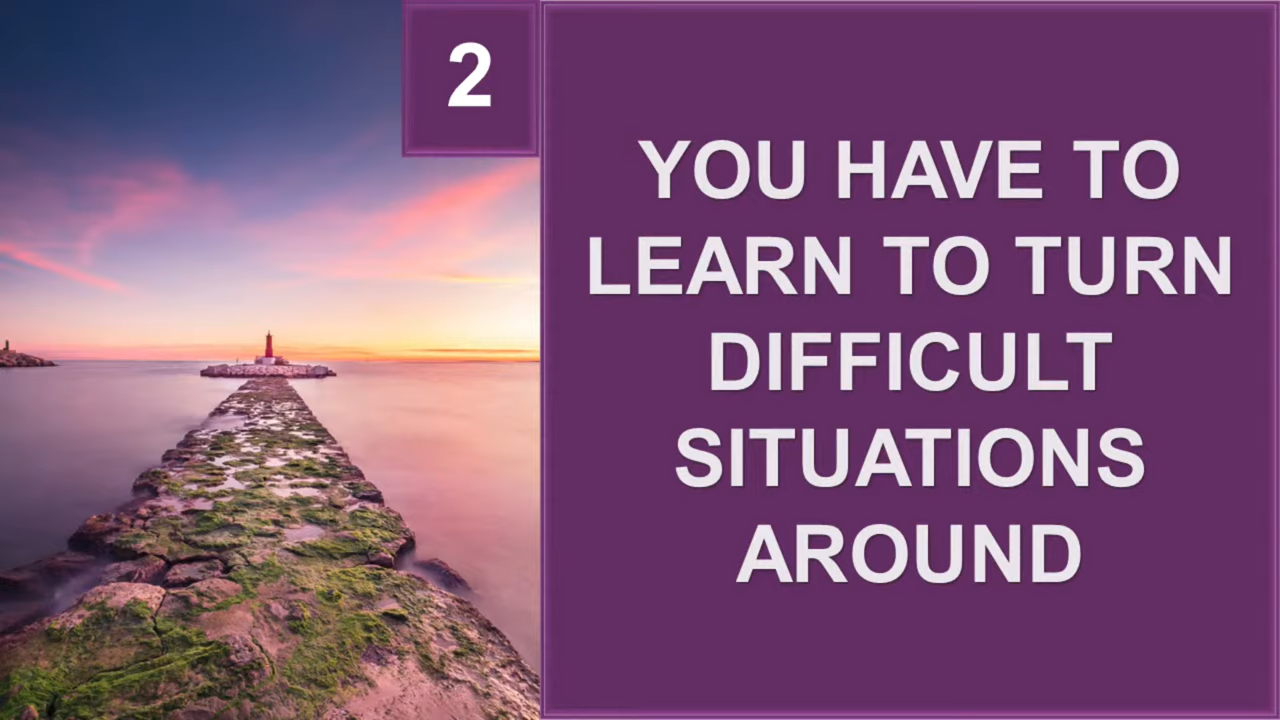 2
YOU HAVE TO
LEARN TO TURN
DIFFICULT
SITUATIONS
AROUND